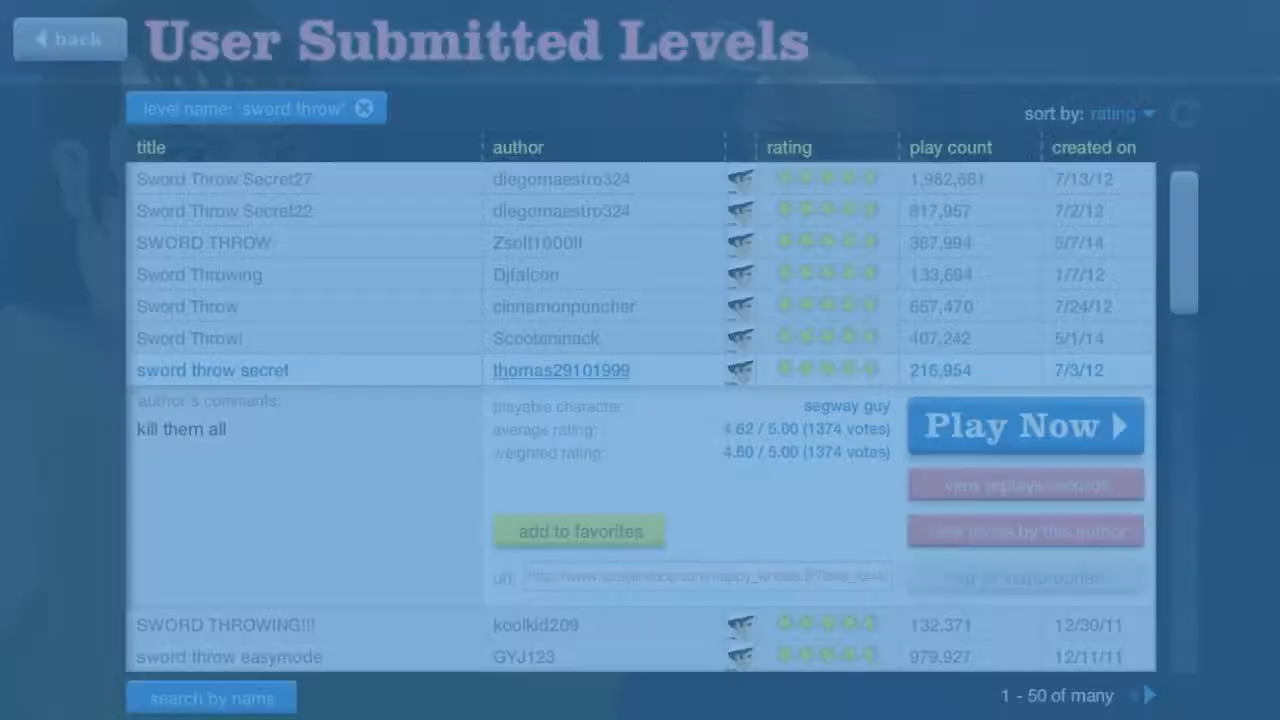 back User Submitted Levels
level name: 'sword throw' sort by: rating
title author rating play count created on
Sword Throw Secret27 diegomaestro324 1,982,661 7/13/12
Sword Throw Secret22 diegomaestro324 817,957 7/2/12
SWORD THROW Zsolt1000ll 387,994 5/7/14
Sword Throwing Djfalcon 133,694 1/7/12
Sword Throw cinnamonpuncher 657,470 7/24/12
Sword Throw! Scootersnack 407,242 5/1/14
sword throw secret thomas29101999 216,954 7/3/12
author's comments: playable character: segway guy Play Now
kill them all average rating: 4.62 / 5.00 (1374 votes)
weighted rating: 4.60 / 5.00 (1374 votes)
view replays/records
add to favorites view levels by this author
url: flag as inappropriate
SWORD THROWING!!! koolkid209 132,371 12/30/11
sword throw easymode GYJ123 979,927 12/11/11
search by name 1 - 50 of many